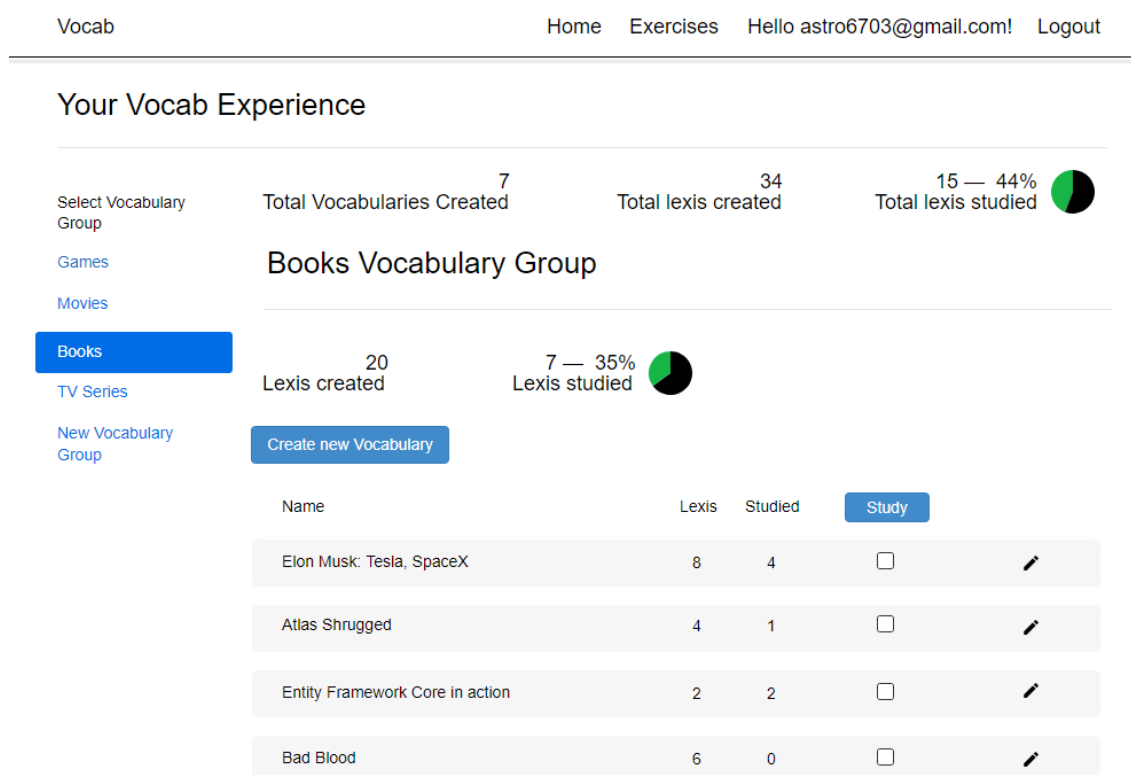 Vocab Home Exercises Hello astro6703@gmail.com! Logout
Your Vocab Experience
Select Vocabulary
Group
Games
Movies
Books
TV Series
New Vocabulary
Group
7
Total Vocabularies Created
34
Total lexis created
15 — 44%
Total lexis studied
Books Vocabulary Group
20
Lexis created
7 — 35%
Lexis studied
Create new Vocabulary
Name Lexis Studied Study
Elon Musk: Tesla, SpaceX 8 4
Atlas Shrugged 4 1
Entity Framework Core in action 2 2
Bad Blood 6 0